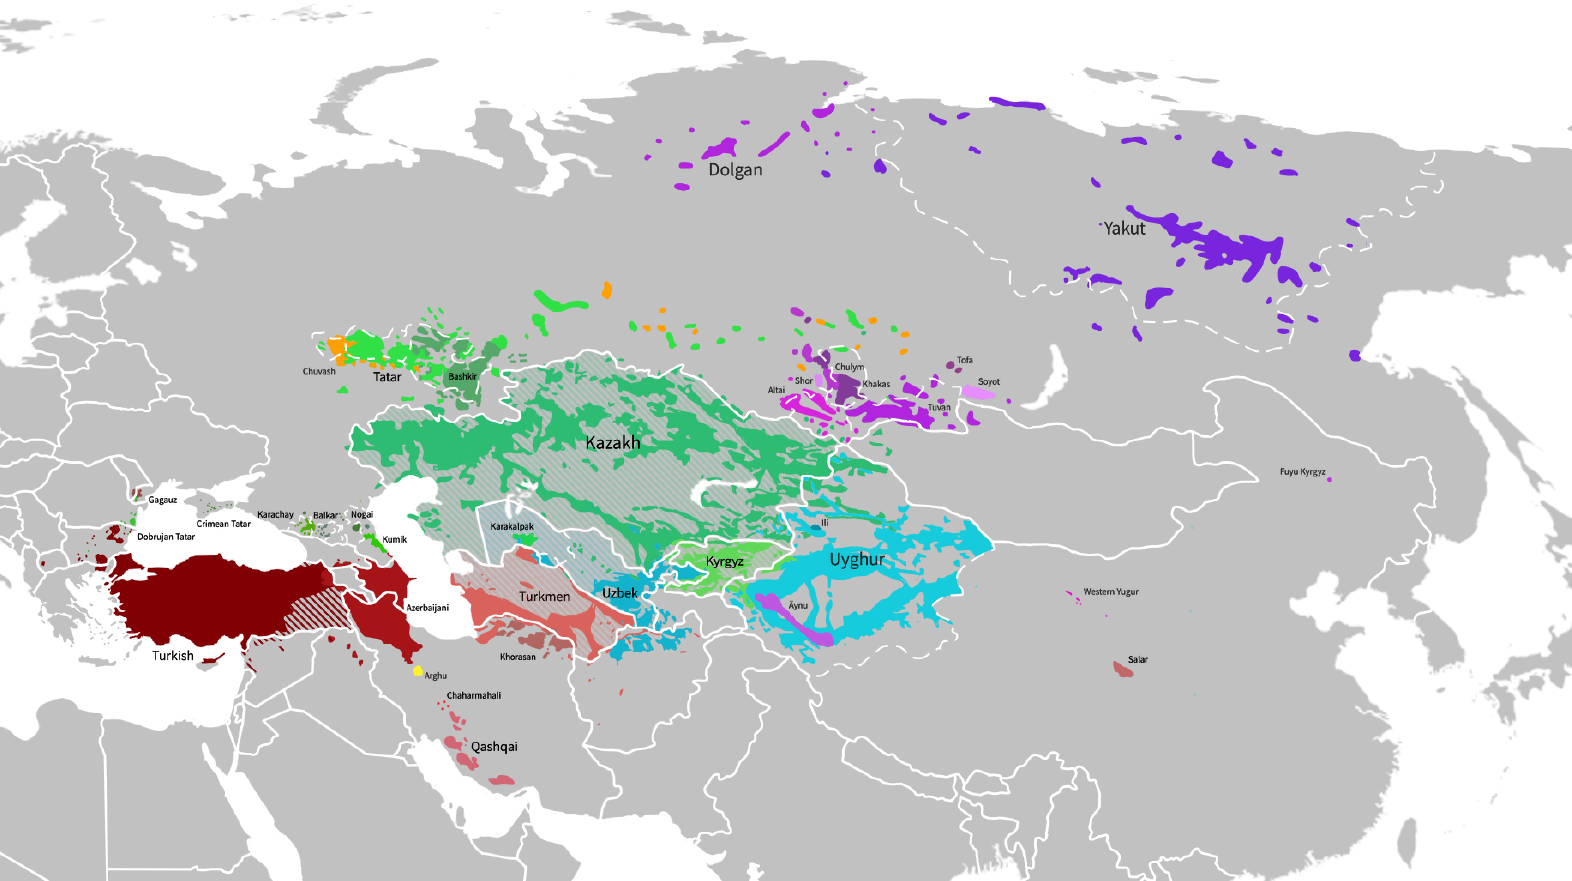 Dolgan
Yakut
Chuvash
Tatar
Bashkir
Chulym
Tofa
Shor
Khakas
Soyot
Altai
Tuvan
Kazakh
Fuyu Kyrgyz
Gagauz
Crimean Tatar
Karachay
Balkar
Nogai
Dobrujan Tatar
Kumik
Karakalpak
Ili
Kyrgyz
Uyghur
Turkmen
Uzbek
Äynu
Western Yugur
Azerbaijani
Turkish
Khorasan
Arghu
Salar
Chaharmahali
Qashqai